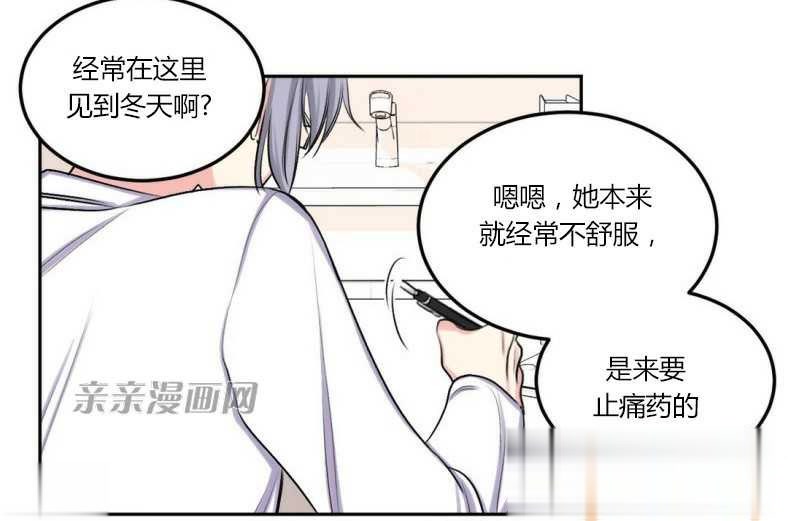 经常在这里
见到冬天啊?
嗯嗯，她本来
就经常不舒服，
是来要
止痛药的
亲亲漫画网